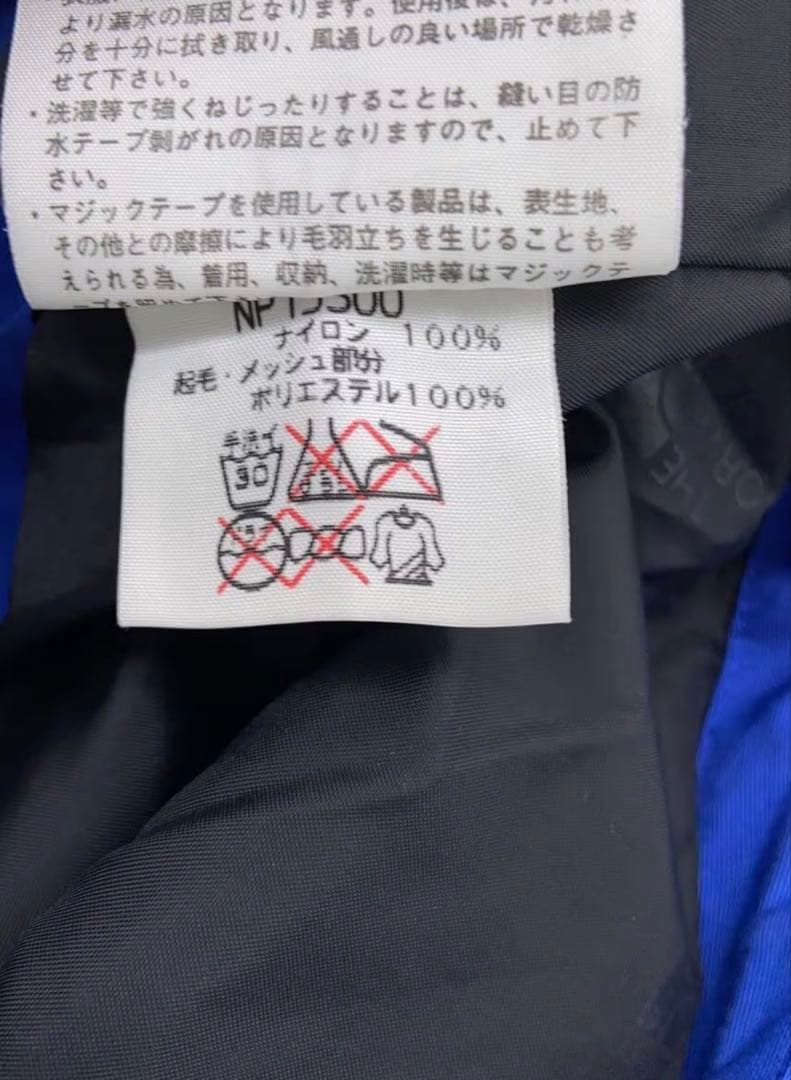 より漏水の原因となります。使用後は、
分を十分に拭き取り、風通しの良い場所で乾燥さ
せて下さい。
・洗濯等で強くねじったりすることは、縫い目の防
水テープ剝がれの原因となりますので、止めて下
さい。
・マジックテープを使用している製品は、表生地、
その他との摩擦により毛羽立ちを生じることも考
えられる為、着用、収納、洗濯時等はマジックテ
ナイロン 100%
起毛・メッシュ部分
ポリエステル100%
手洗イ
30